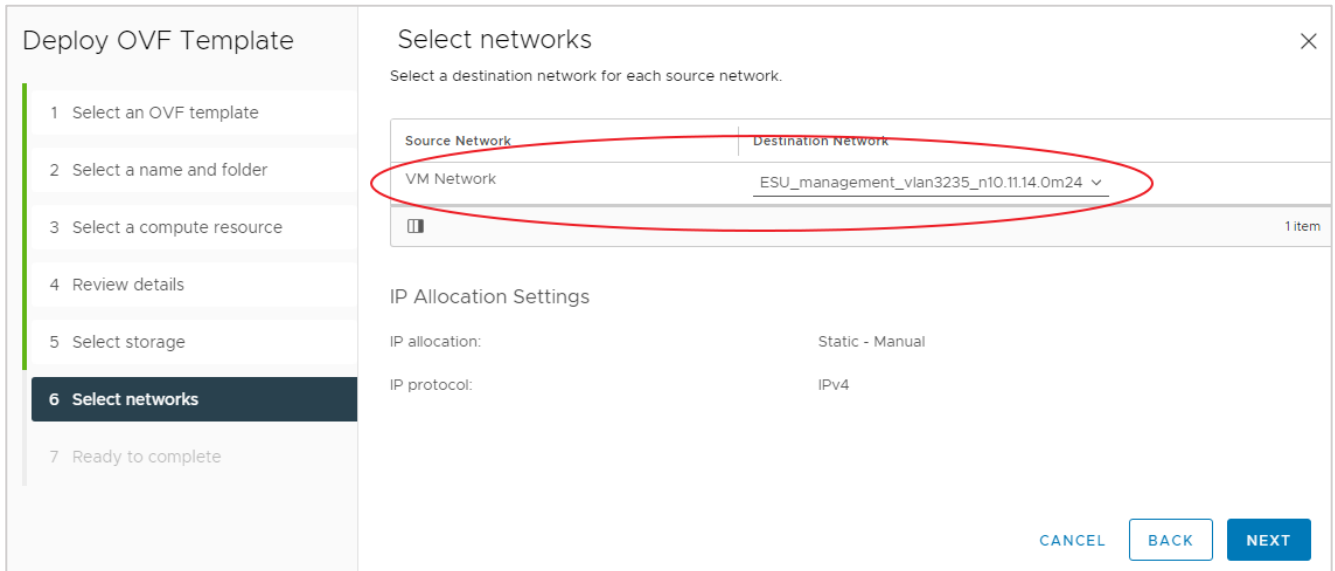 Deploy OVF Template
1 Select an OVF template
2 Select a name and folder
3 Select a compute resource
4 Review details
5 Select storage
6 Select networks
7 Ready to complete
Select networks
Select a destination network for each source network.
Source Network Destination Network
VM Network ESU_management_vlan3235_n10.11.14.0m24
1 item
IP Allocation Settings
IP allocation: Static - Manual
IP protocol: IPv4
CANCEL BACK NEXT